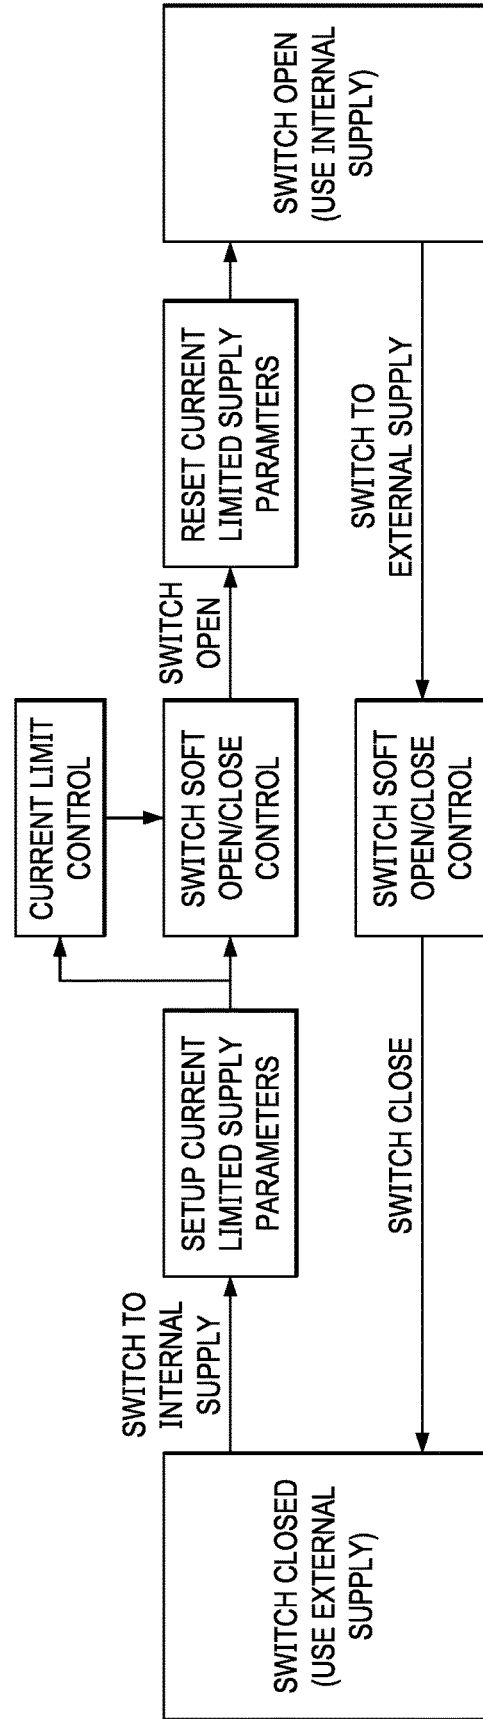 SWITCH CLOSED
(USE EXTERNAL
SUPPLY)
SWITCH TO
INTERNAL
SUPPLY
SETUP CURRENT
LIMITED SUPPLY
PARAMETERS
CURRENT LIMIT
CONTROL
SWITCH SOFT
OPEN/CLOSE
CONTROL
SWITCH
OPEN
RESET CURRENT
LIMITED SUPPLY
PARAMTERS
SWITCH OPEN
(USE INTERNAL
SUPPLY)
SWITCH TO
EXTERNAL SUPPLY
SWITCH SOFT
OPEN/CLOSE
CONTROL
SWITCH CLOSE